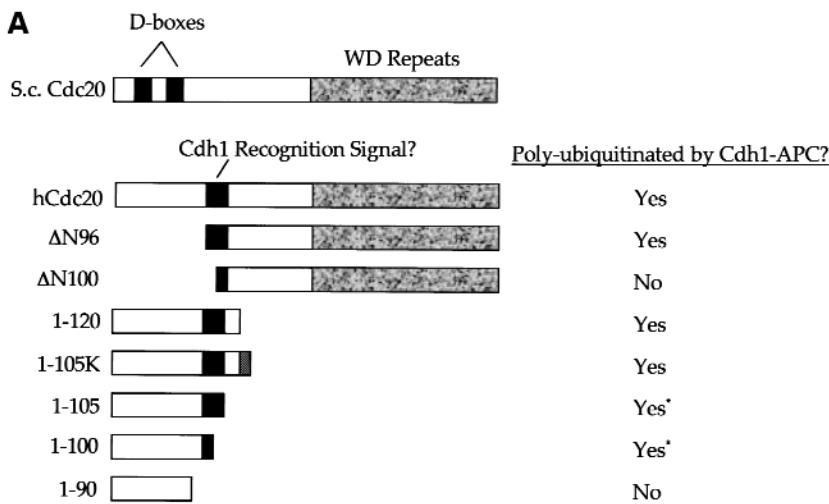 A
D-boxes
WD Repeats
S.c. Cdc20
Cdh1 Recognition Signal?
Poly-ubiquitinated by Cdh1-APC?
hCdc20 Yes
ΔN96 Yes
ΔN100 No
1-120 Yes
1-105K Yes
1-105 Yes*
1-100 Yes*
1-90 No